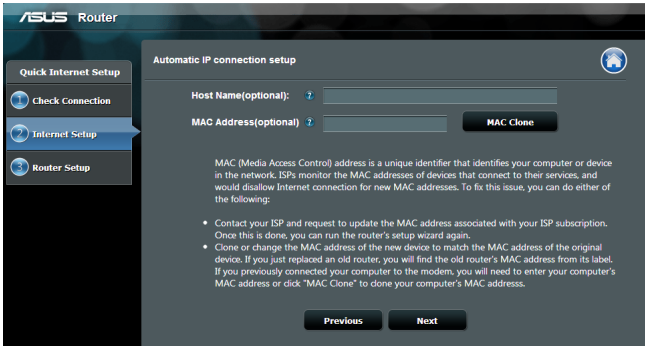 ASUS Router
Quick Internet Setup
1 Check Connection
2 Internet Setup
3 Router Setup
Automatic IP connection setup
Host Name(optional): ?
MAC Address(optional) ?
MAC Clone
MAC (Media Access Control) address is a unique identifier that identifies your computer or device
in the network. ISPs monitor the MAC addresses of devices that connect to their services, and
would disallow Internet connection for new MAC addresses. To fix this issue, you can do either of
the following:
• Contact your ISP and request to update the MAC address associated with your ISP subscription.
Once this is done, you can run the router's setup wizard again.
• Clone or change the MAC address of the new device to match the MAC address of the original
device. If you just replaced an old router, you will find the old router's MAC address from its label.
If you previously connected your computer to the modem, you will need to enter your computer's
MAC address or click "MAC Clone" to clone your computer's MAC addresss.
Previous
Next